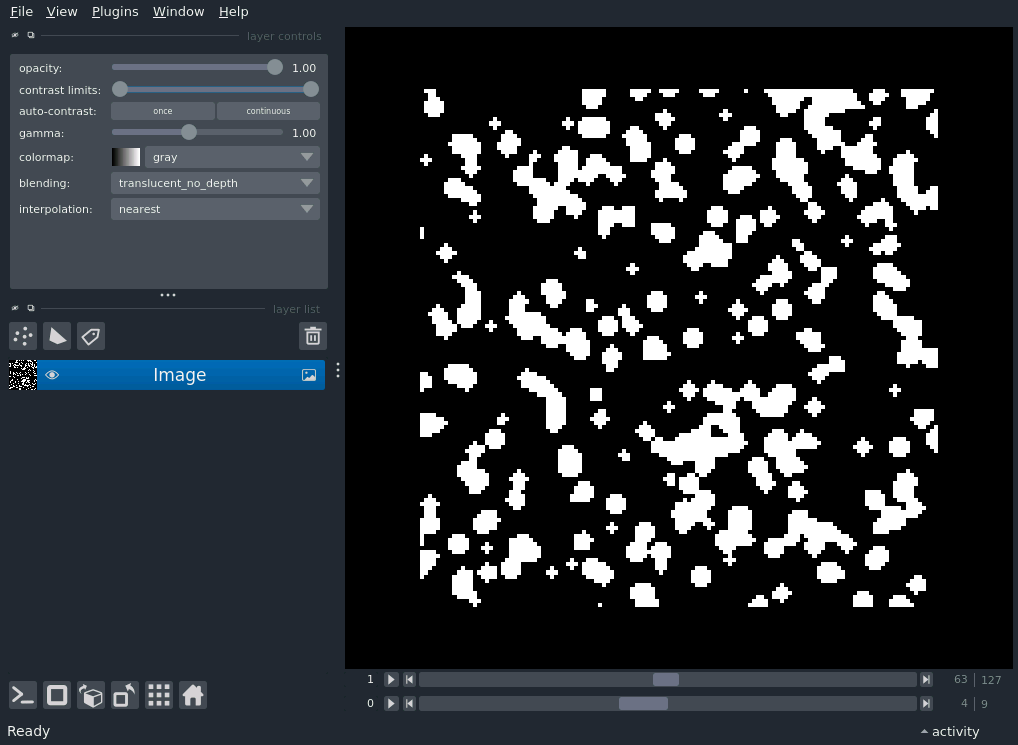 File View Plugins Window Help
layer controls
opacity: 1.00
contrast limits:
auto-contrast: once continuous
gamma: 1.00
colormap: gray
blending: translucent_no_depth
interpolation: nearest
layer list
Image
1 63 127
0 4 9
Ready activity